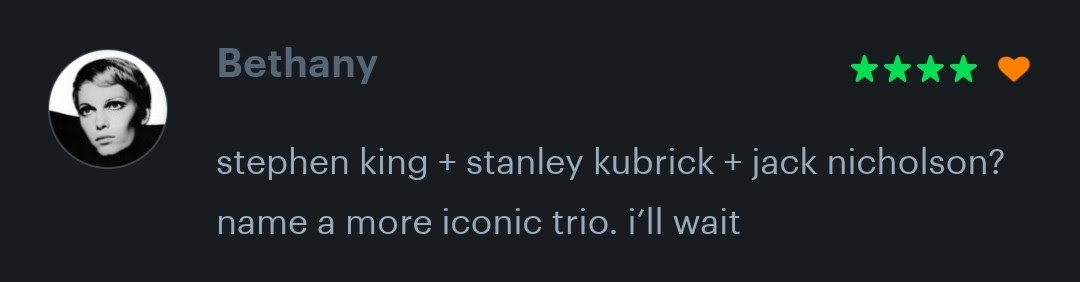 Bethany
stephen king + stanley kubrick + jack nicholson?
name a more iconic trio. i’ll wait